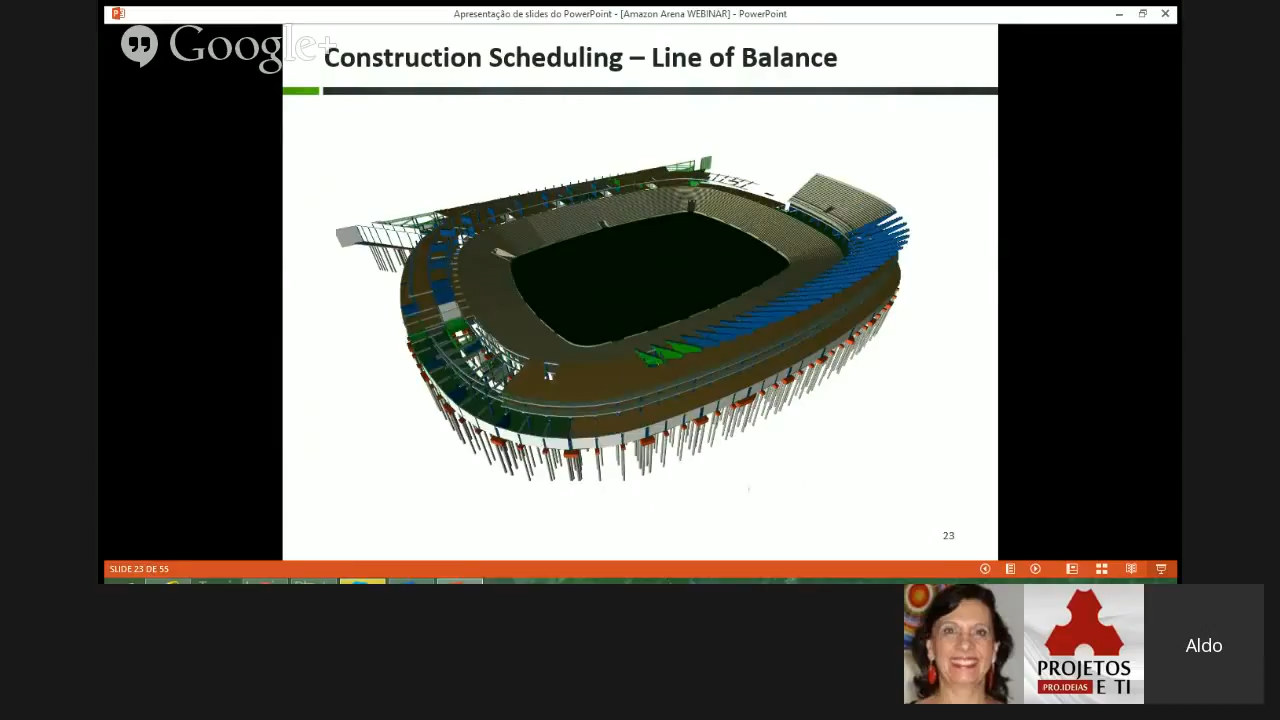 Apresentação de slides do PowerPoint - [Amazon Arena WEBINAR] - PowerPoint
Google+
Construction Scheduling – Line of Balance
23
SLIDE 23 DE 55
Aldo
PROJETOS
PRO.IDEIAS E TI